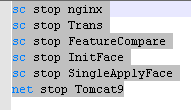 sc stop nginx
sc stop Trans
sc stop FeatureCompare
sc stop InitFace
sc stop SingleApplyFace
net stop Tomcat9